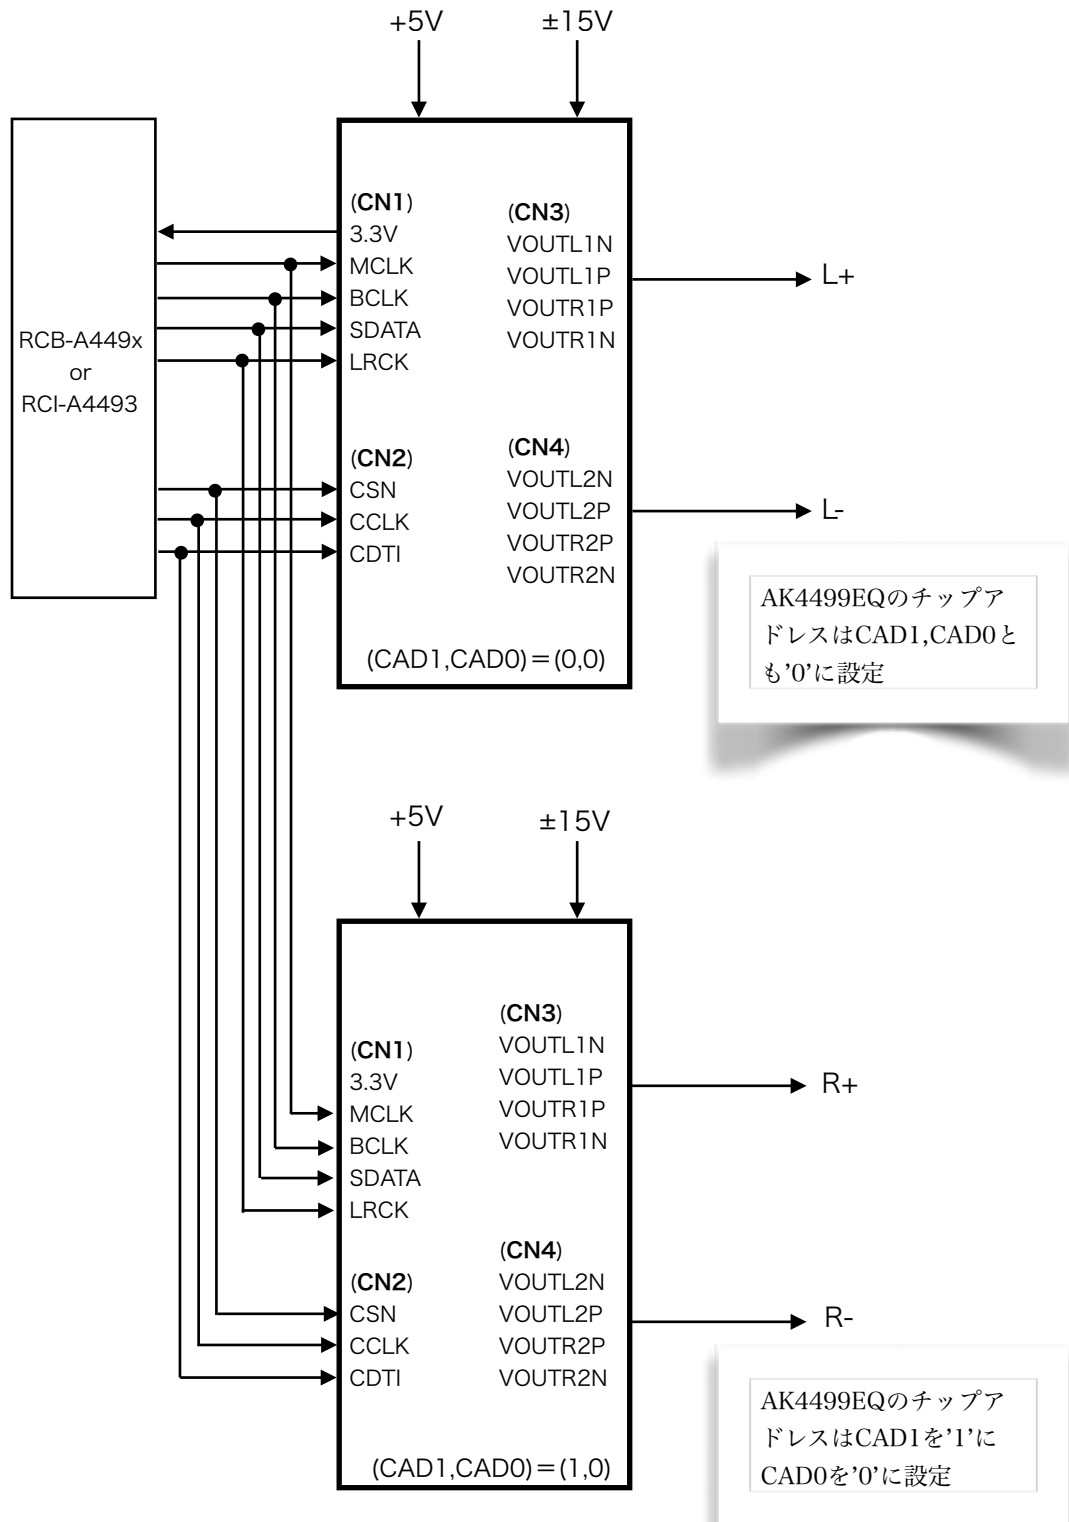 +5V
±15V
RCB-A449x
or
RCI-A4493
(CN1)
3.3V
MCLK
BCLK
SDATA
LRCK
(CN2)
CSN
CCLK
CDTI
(CN3)
VOUTL1N
VOUTL1P
VOUTR1P
VOUTR1N
(CN4)
VOUTL2N
VOUTL2P
VOUTR2P
VOUTR2N
(CAD1,CAD0)=(0,0)
L+
L-
AK4499EQのチップア
ドレスはCAD1,CAD0と
も'0'に設定
+5V
±15V
(CN1)
3.3V
MCLK
BCLK
SDATA
LRCK
(CN2)
CSN
CCLK
CDTI
(CN3)
VOUTL1N
VOUTL1P
VOUTR1P
VOUTR1N
(CN4)
VOUTL2N
VOUTL2P
VOUTR2P
VOUTR2N
(CAD1,CAD0)=(1,0)
R+
R-
AK4499EQのチップア
ドレスはCAD1を'1'に
CAD0を'0'に設定